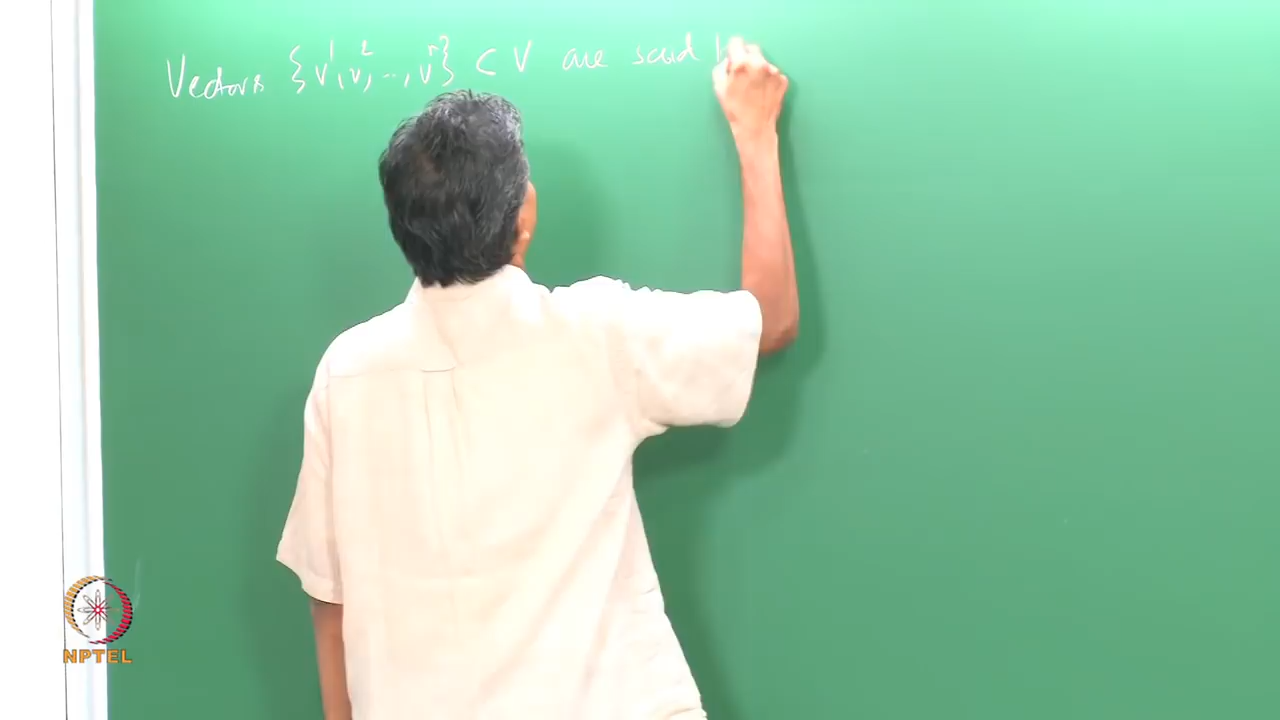 Vectors {v¹, v², .., vʳ} ⊂ V are said
NPTEL